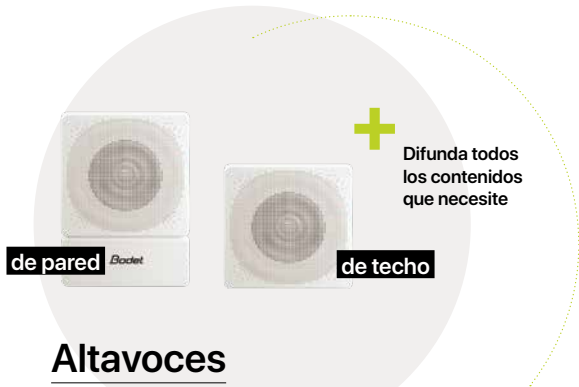 Difunda todos
los contenidos
que necesite
de pared
Bodet
de techo
Altavoces